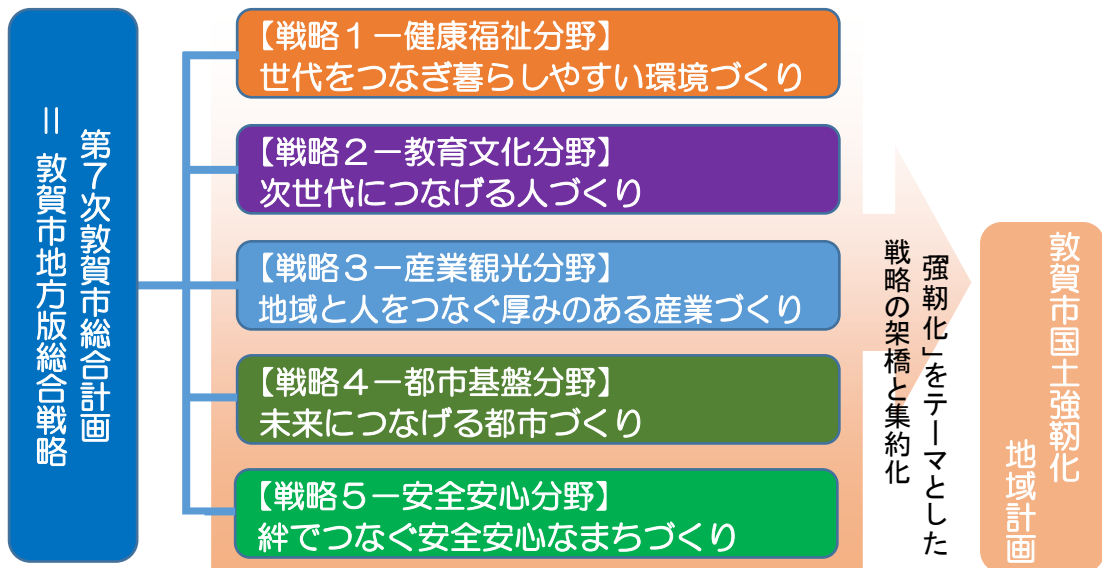 第７次敦賀市総合計画
＝ 敦賀市地方版総合戦略
【戦略１－健康福祉分野】
世代をつなぎ暮らしやすい環境づくり
【戦略２－教育文化分野】
次世代につなげる人づくり
【戦略３－産業観光分野】
地域と人をつなぐ厚みのある産業づくり
【戦略４－都市基盤分野】
未来につなげる都市づくり
【戦略５－安全安心分野】
絆でつなぐ安全安心なまちづくり
「強靭化」をテーマとした
戦略の架橋と集約化
敦賀市国土強靱化
地域計画